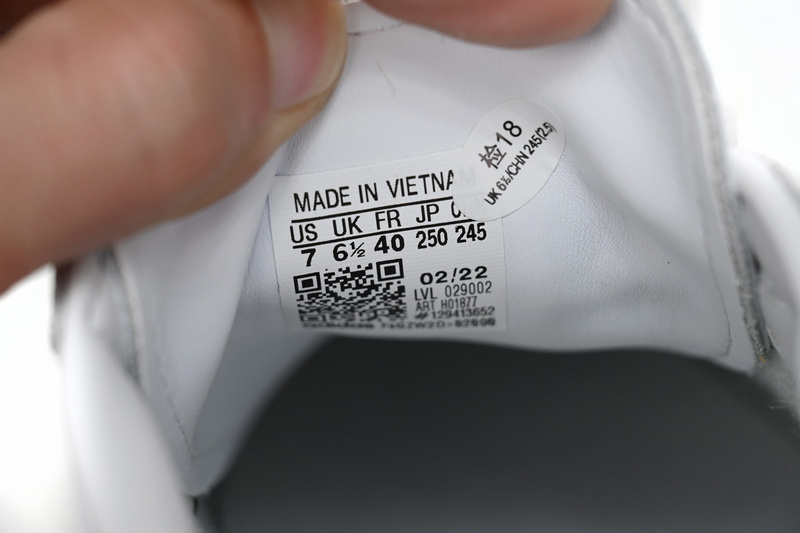 检18
UK 6½/CHN 245(2.5)
MADE IN VIETNA
US UK FR JP
7 6½ 40 250 245
02/22
LVL 029002
ART H01877
#129413652